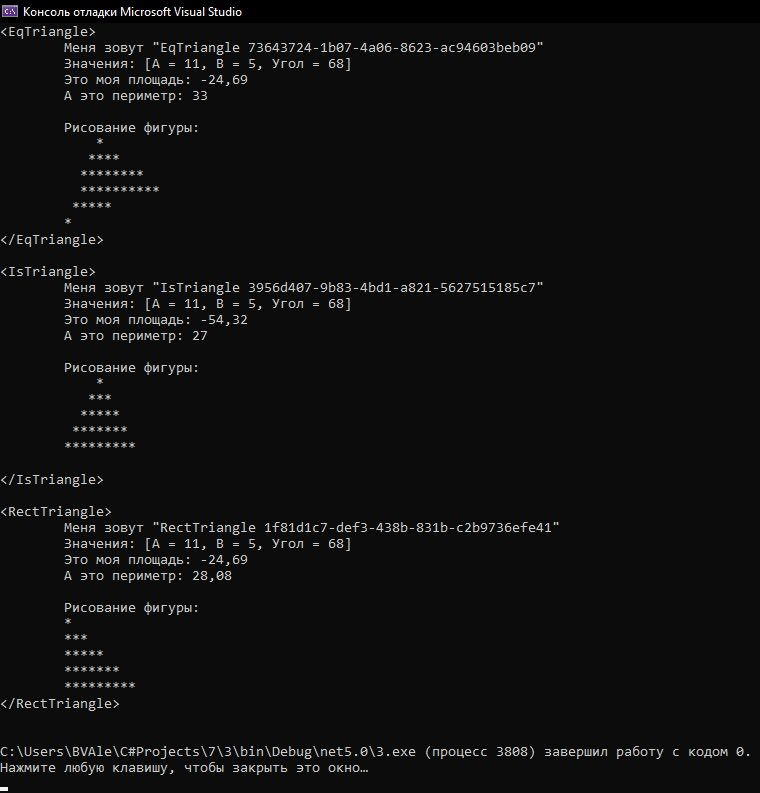 Консоль отладки Microsoft Visual Studio
<EqTriangle>
        Меня зовут "EqTriangle 73643724-1b07-4a06-8623-ac94603beb09"
        Значения: [A = 11, B = 5, Угол = 68]
        Это моя площадь: -24,69
        А это периметр: 33

        Рисование фигуры:
            *
           ****
          ********
          **********
         *****
        *
</EqTriangle>

<IsTriangle>
        Меня зовут "IsTriangle 3956d407-9b83-4bd1-a821-5627515185c7"
        Значения: [A = 11, B = 5, Угол = 68]
        Это моя площадь: -54,32
        А это периметр: 27

        Рисование фигуры:
            *
           ***
          *****
         *******
        *********

</IsTriangle>

<RectTriangle>
        Меня зовут "RectTriangle 1f81d1c7-def3-438b-831b-c2b9736efe41"
        Значения: [A = 11, B = 5, Угол = 68]
        Это моя площадь: -24,69
        А это периметр: 28,08

        Рисование фигуры:
        *
        ***
        *****
        *******
        *********
</RectTriangle>


C:\Users\BVAle\C#Projects\7\3\bin\Debug\net5.0\3.exe (процесс 3808) завершил работу с кодом 0.
Нажмите любую клавишу, чтобы закрыть это окно…